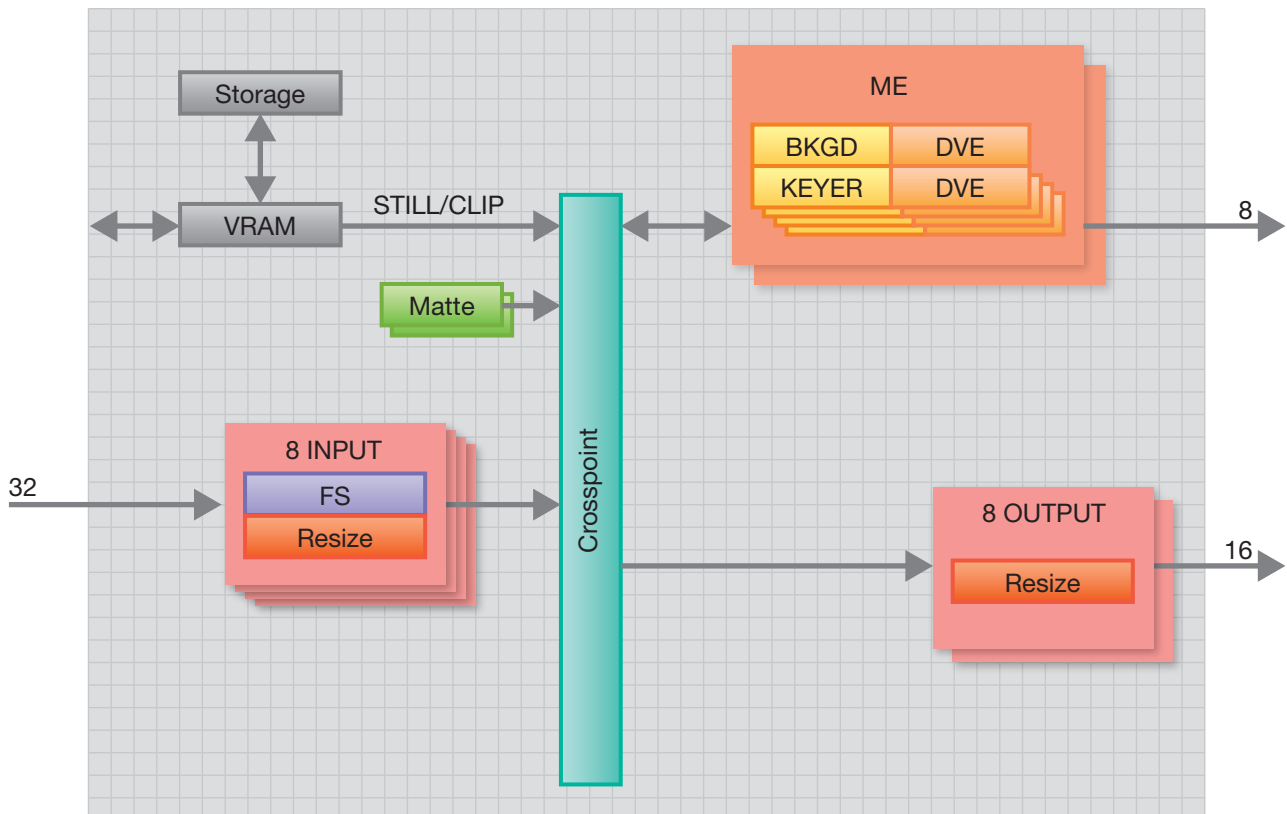 Storage
VRAM
STILL/CLIP
Matte
ME
BKGD DVE
KEYER DVE
8
32
8 INPUT
FS
Resize
Crosspoint
8 OUTPUT
Resize
16